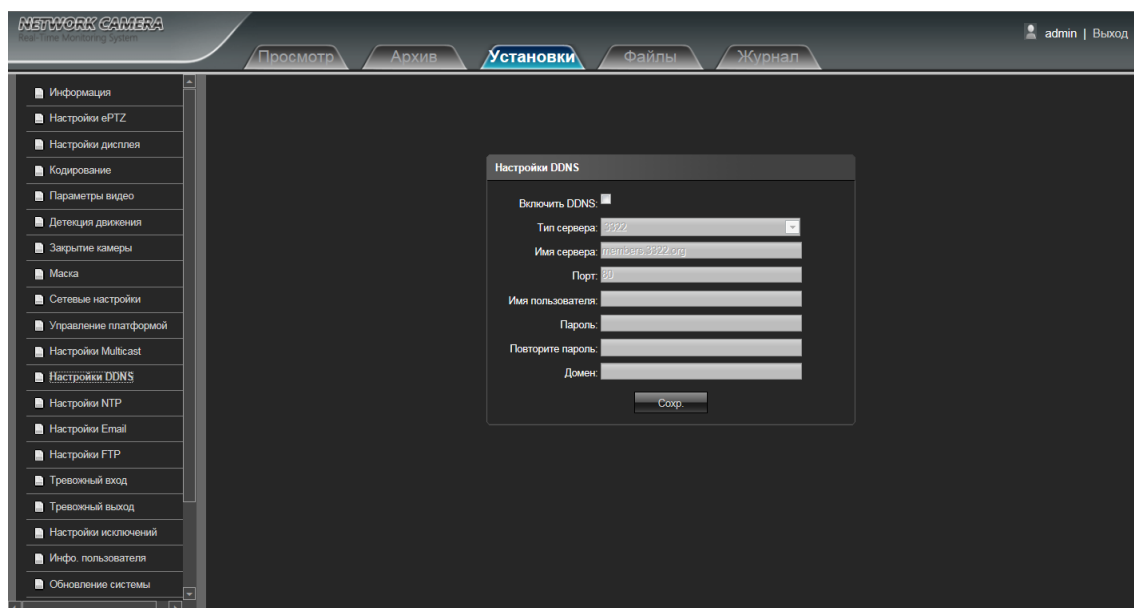 NETWORK CAMERA
Real-Time Monitoring System
admin | Выход
Просмотр
Архив
Установки
Файлы
Журнал
Информация
Настройки ePTZ
Настройки дисплея
Кодирование
Параметры видео
Детекция движения
Закрытие камеры
Маска
Сетевые настройки
Управление платформой
Настройки Multicast
Настройки DDNS
Настройки NTP
Настройки Email
Настройки FTP
Тревожный вход
Тревожный выход
Настройки исключений
Инфо. пользователя
Обновление системы
Настройки DDNS
Включить DDNS:
Тип сервера: 3322
Имя сервера: members.3322.org
Порт: 80
Имя пользователя:
Пароль:
Повторите пароль:
Домен:
Сохр.